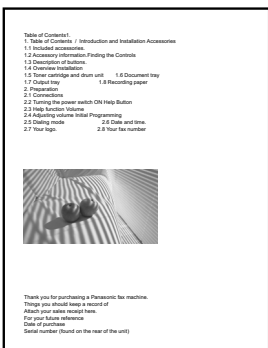 Table of Contents1.
1. Table of Contents / Introduction and Installation Accessories
1.1 Included accessories.
1.2 Accessory information.Finding the Controls
1.3 Description of buttons.
1.4 Overview Installation
1.5 Toner cartridge and drum unit 1.6 Document tray
1.7 Output tray 1.8 Recording paper
2. Preparation
2.1 Connections
2.2 Turning the power switch ON Help Button
2.3 Help function Volume
2.4 Adjusting volume Initial Programming
2.5 Dialing mode 2.6 Date and time.
2.7 Your logo. 2.8 Your fax number
Thank you for purchasing a Panasonic fax machine.
Things you should keep a record of
Attach your sales receipt here.
For your future reference
Date of purchase
Serial number (found on the rear of the unit)